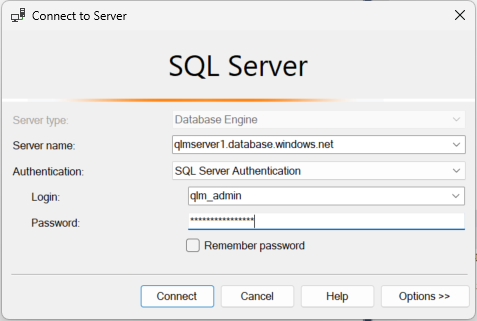 Connect to Server
SQL Server
Server type: Database Engine
Server name: qlmserver1.database.windows.net
Authentication: SQL Server Authentication
Login: qlm_admin
Password: ****************
Remember password
Connect Cancel Help Options >>